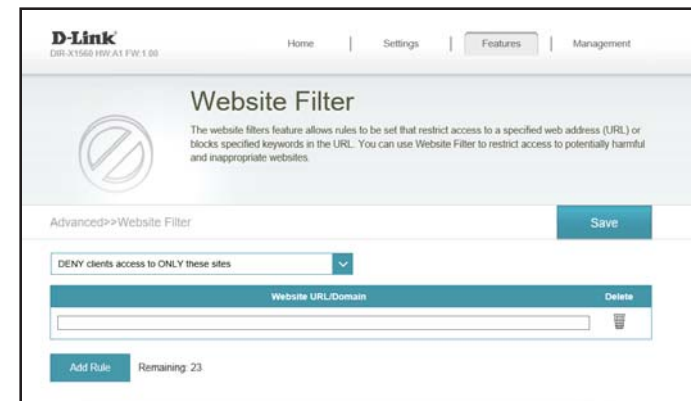 D-Link
DIR-X1560 HW:A1 FW:1.00
Home | Settings | Features | Management
Website Filter
The website filters feature allows rules to be set that restrict access to a specified web address (URL) or
blocks specified keywords in the URL. You can use Website Filter to restrict access to potentially harmful
and inappropriate websites.
Advanced>>Website Filter
Save
DENY clients access to ONLY these sites
Website URL/Domain
Delete
Add Rule
Remaining: 23